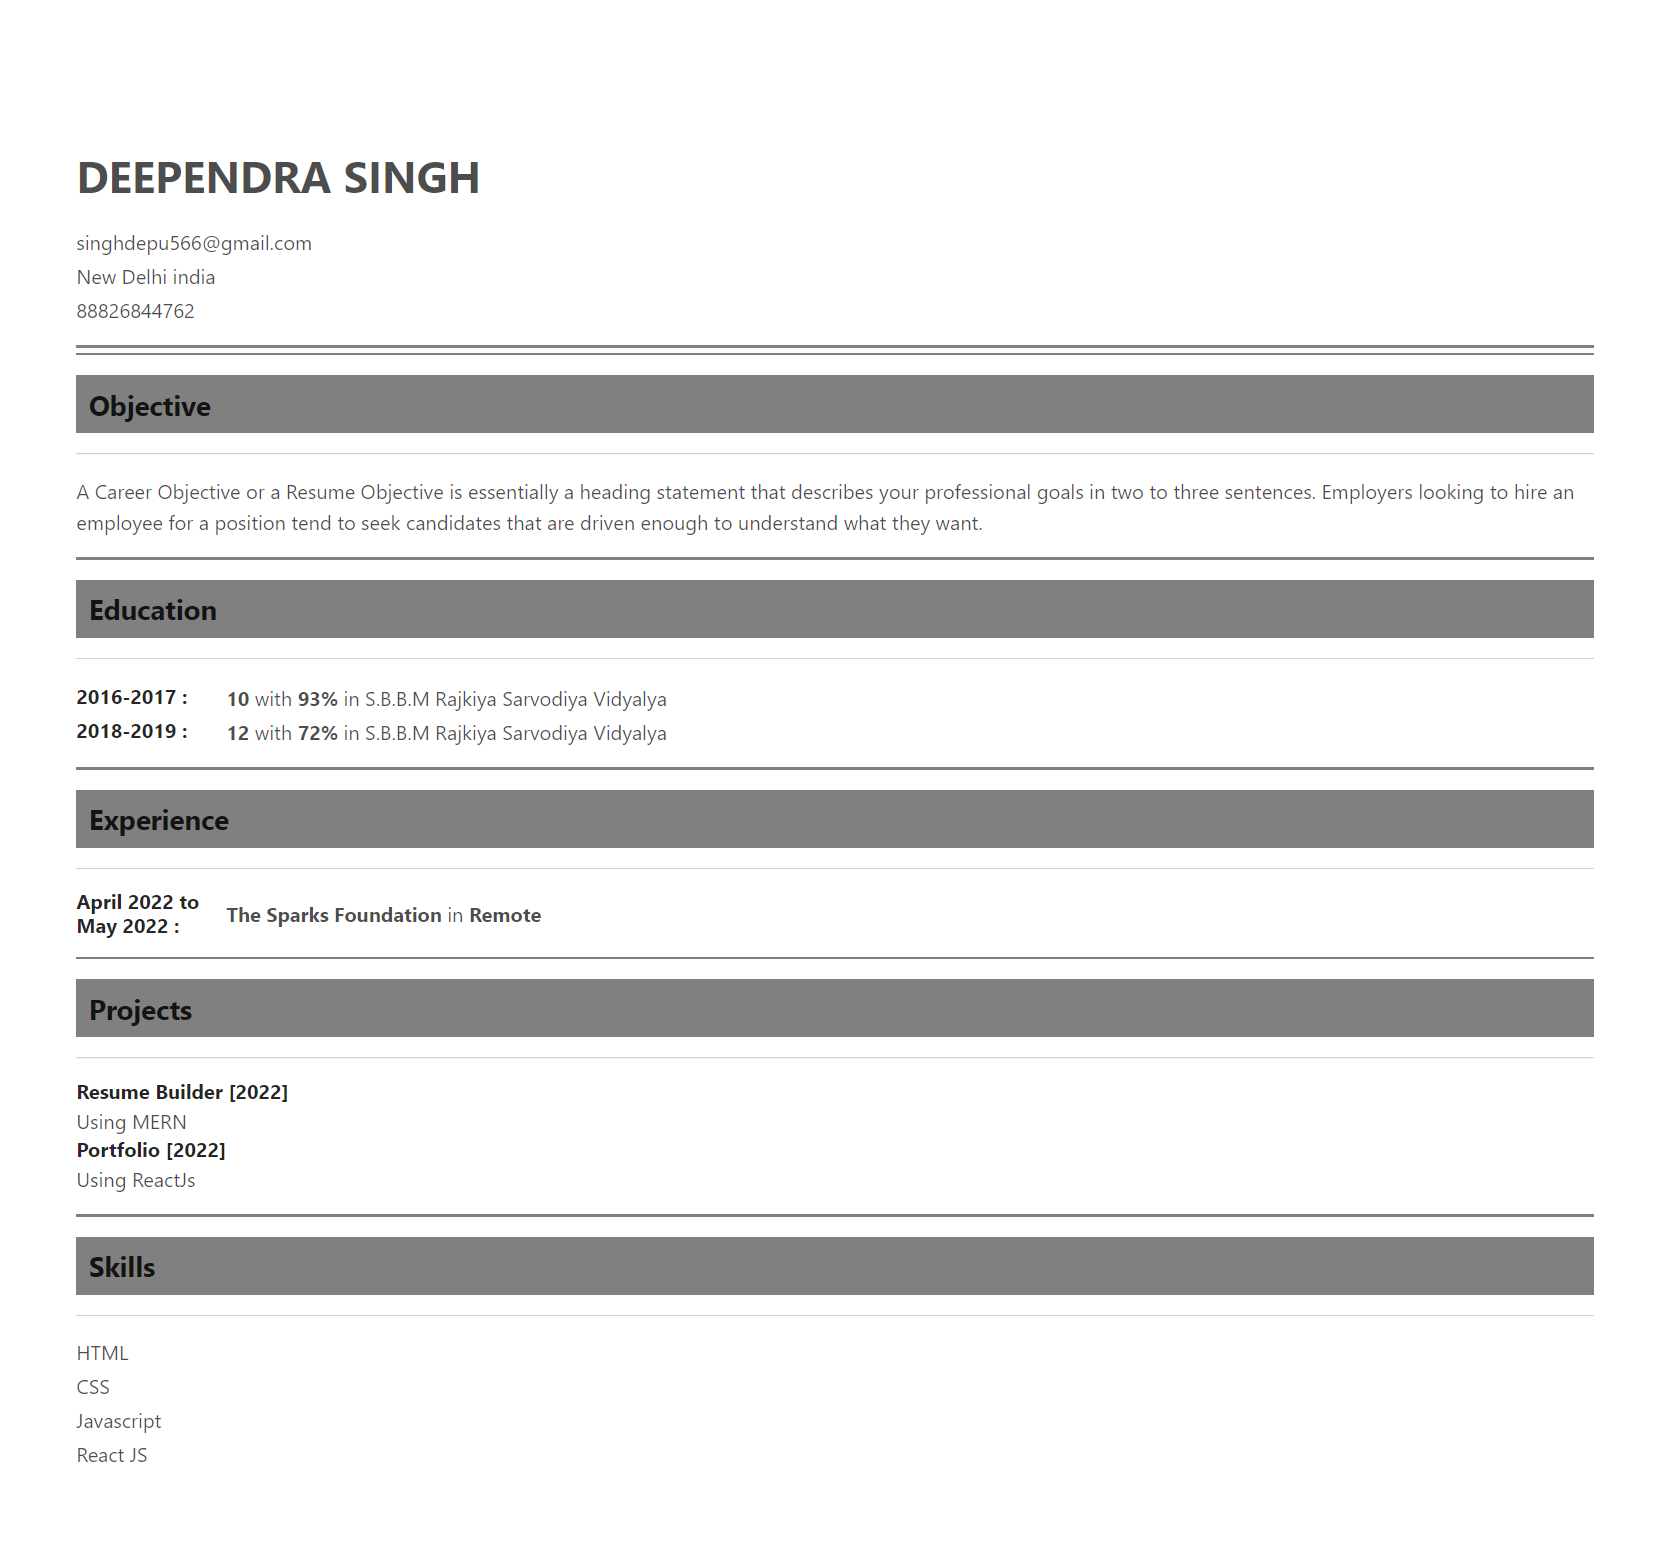 DEEPENDRA SINGH
singhdepu566@gmail.com
New Delhi india
88826844762
Objective
A Career Objective or a Resume Objective is essentially a heading statement that describes your professional goals in two to three sentences. Employers looking to hire an
employee for a position tend to seek candidates that are driven enough to understand what they want.
Education
2016-2017 : 10 with 93% in S.B.B.M Rajkiya Sarvodiya Vidyalya
2018-2019 : 12 with 72% in S.B.B.M Rajkiya Sarvodiya Vidyalya
Experience
April 2022 to
May 2022 :
The Sparks Foundation in Remote
Projects
Resume Builder [2022]
Using MERN
Portfolio [2022]
Using ReactJs
Skills
HTML
CSS
Javascript
React JS